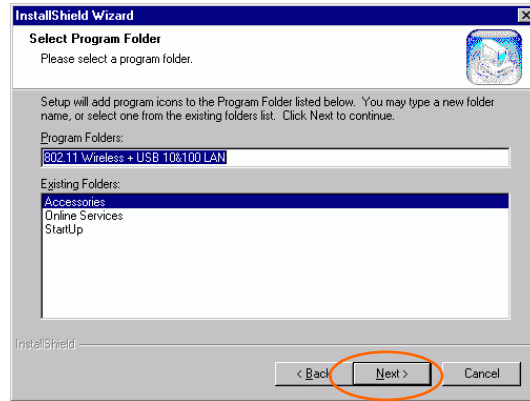 InstallShield Wizard
Select Program Folder
Please select a program folder.
Setup will add program icons to the Program Folder listed below. You may type a new folder
name, or select one from the existing folders list. Click Next to continue.
Program Folders:
802.11 Wireless + USB 10&100 LAN
Existing Folders:
Accessories
Online Services
StartUp
InstallShield
< Back
Next >
Cancel